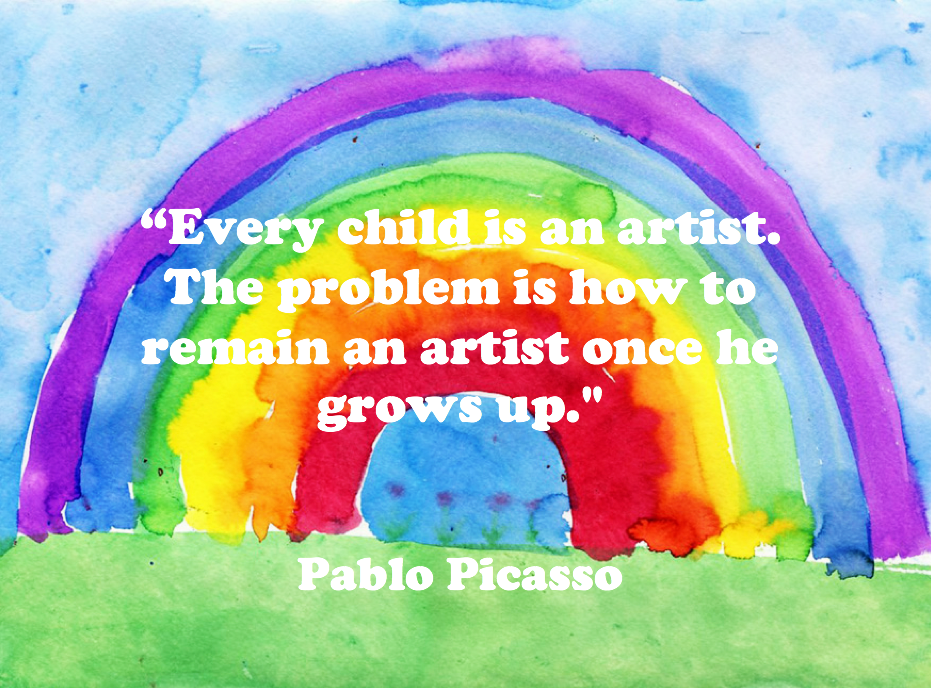 “Every child is an artist.
The problem is how to
remain an artist once he
grows up."
Pablo Picasso